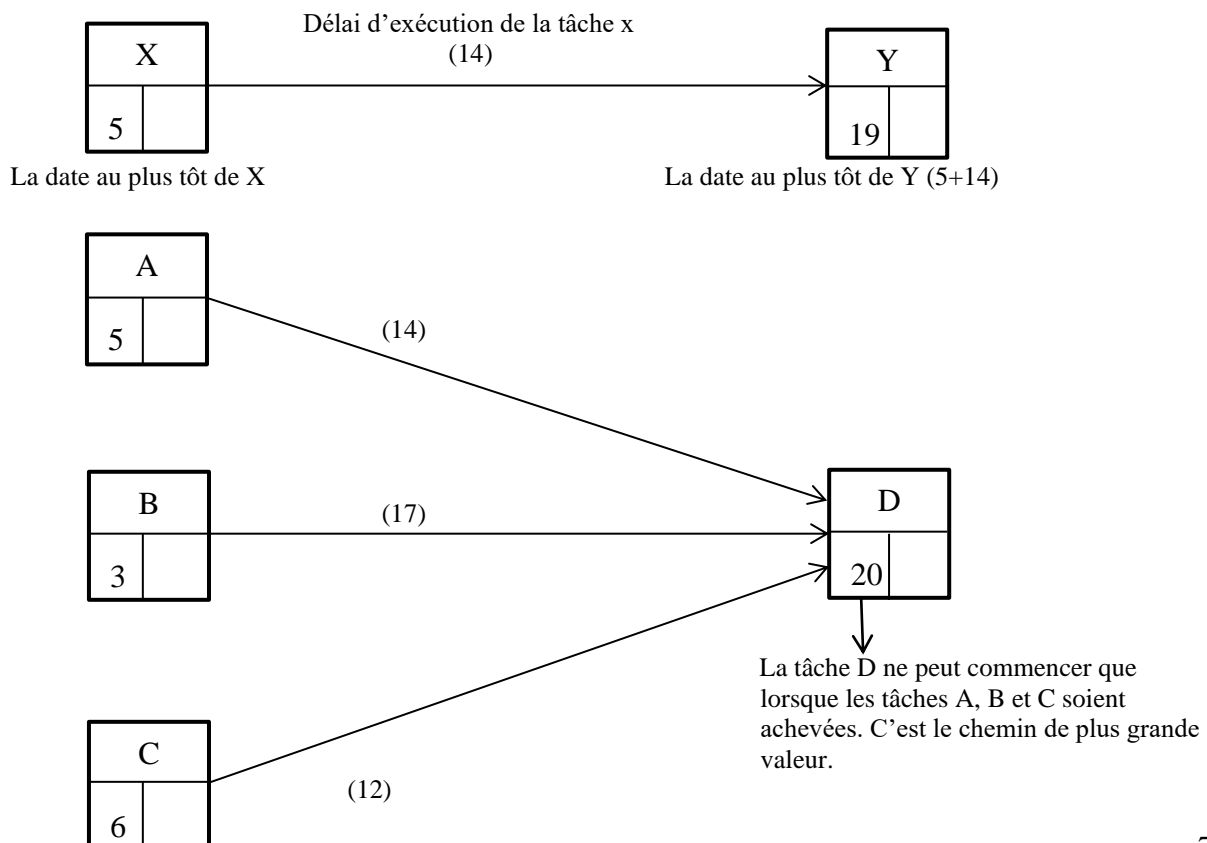 Délai d'exécution de la tâche x
X
(14)
Y
5
19
La date au plus tôt de X
La date au plus tôt de Y (5+14)
A
5
(14)
B
(17)
D
3
20
La tâche D ne peut commencer que
lorsque les tâches A, B et C soient
achevées. C'est le chemin de plus grande
valeur.
C
(12)
6